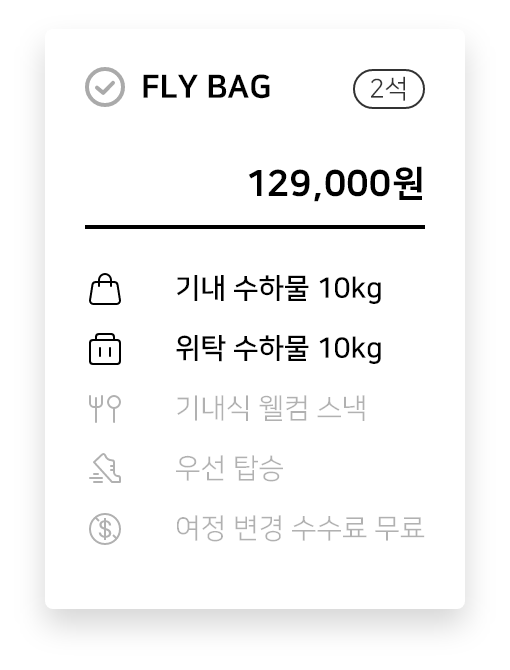 FLY BAG 2석
129,000원
기내 수하물 10kg
위탁 수하물 10kg
기내식 웰컴 스낵
우선 탑승
여정 변경 수수료 무료